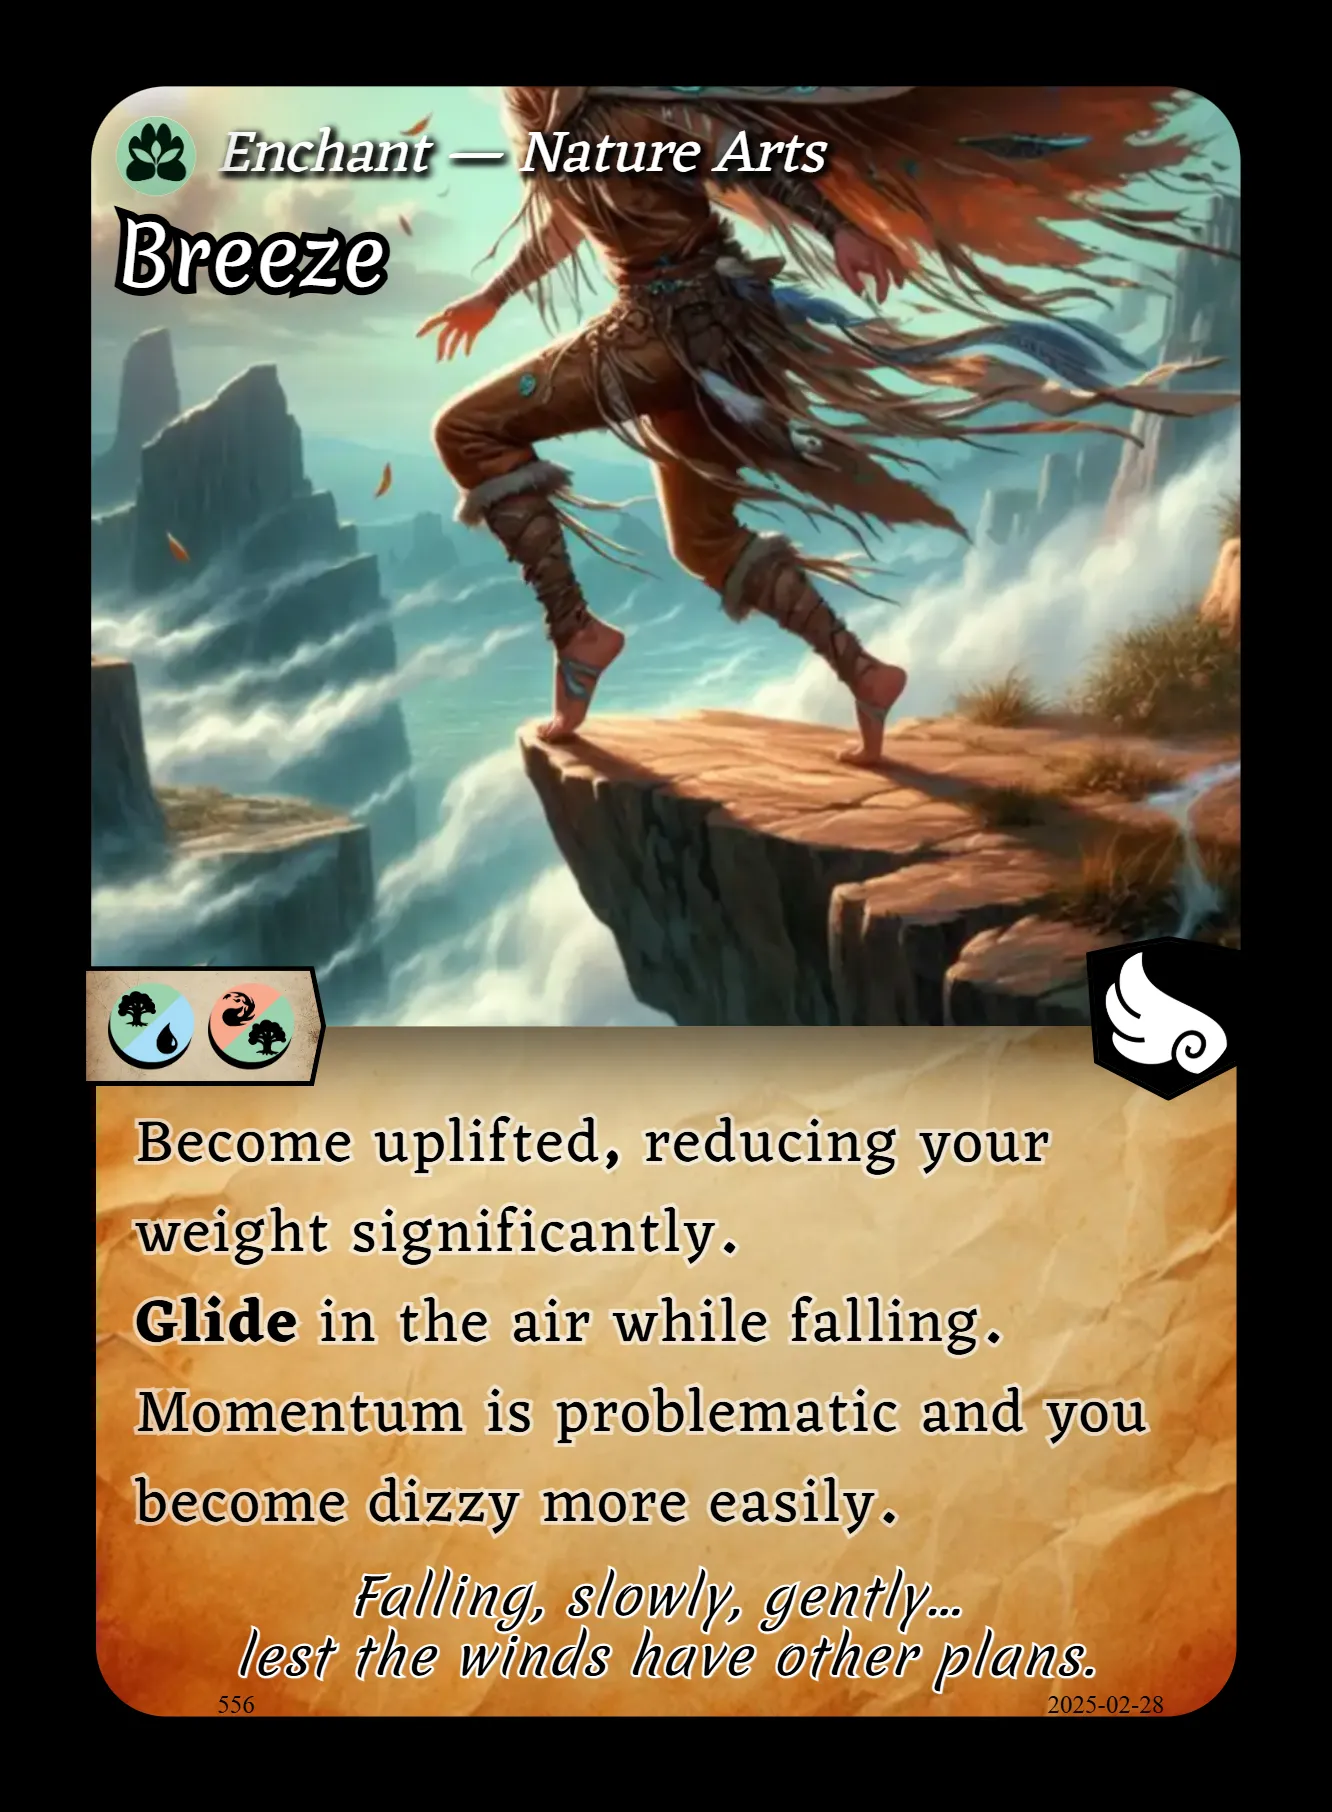 Enchant — Nature Arts
Breeze
Become uplifted, reducing your
weight significantly.
Glide in the air while falling.
Momentum is problematic and you
become dizzy more easily.
Falling, slowly, gently...
lest the winds have other plans.
556
2025-02-28